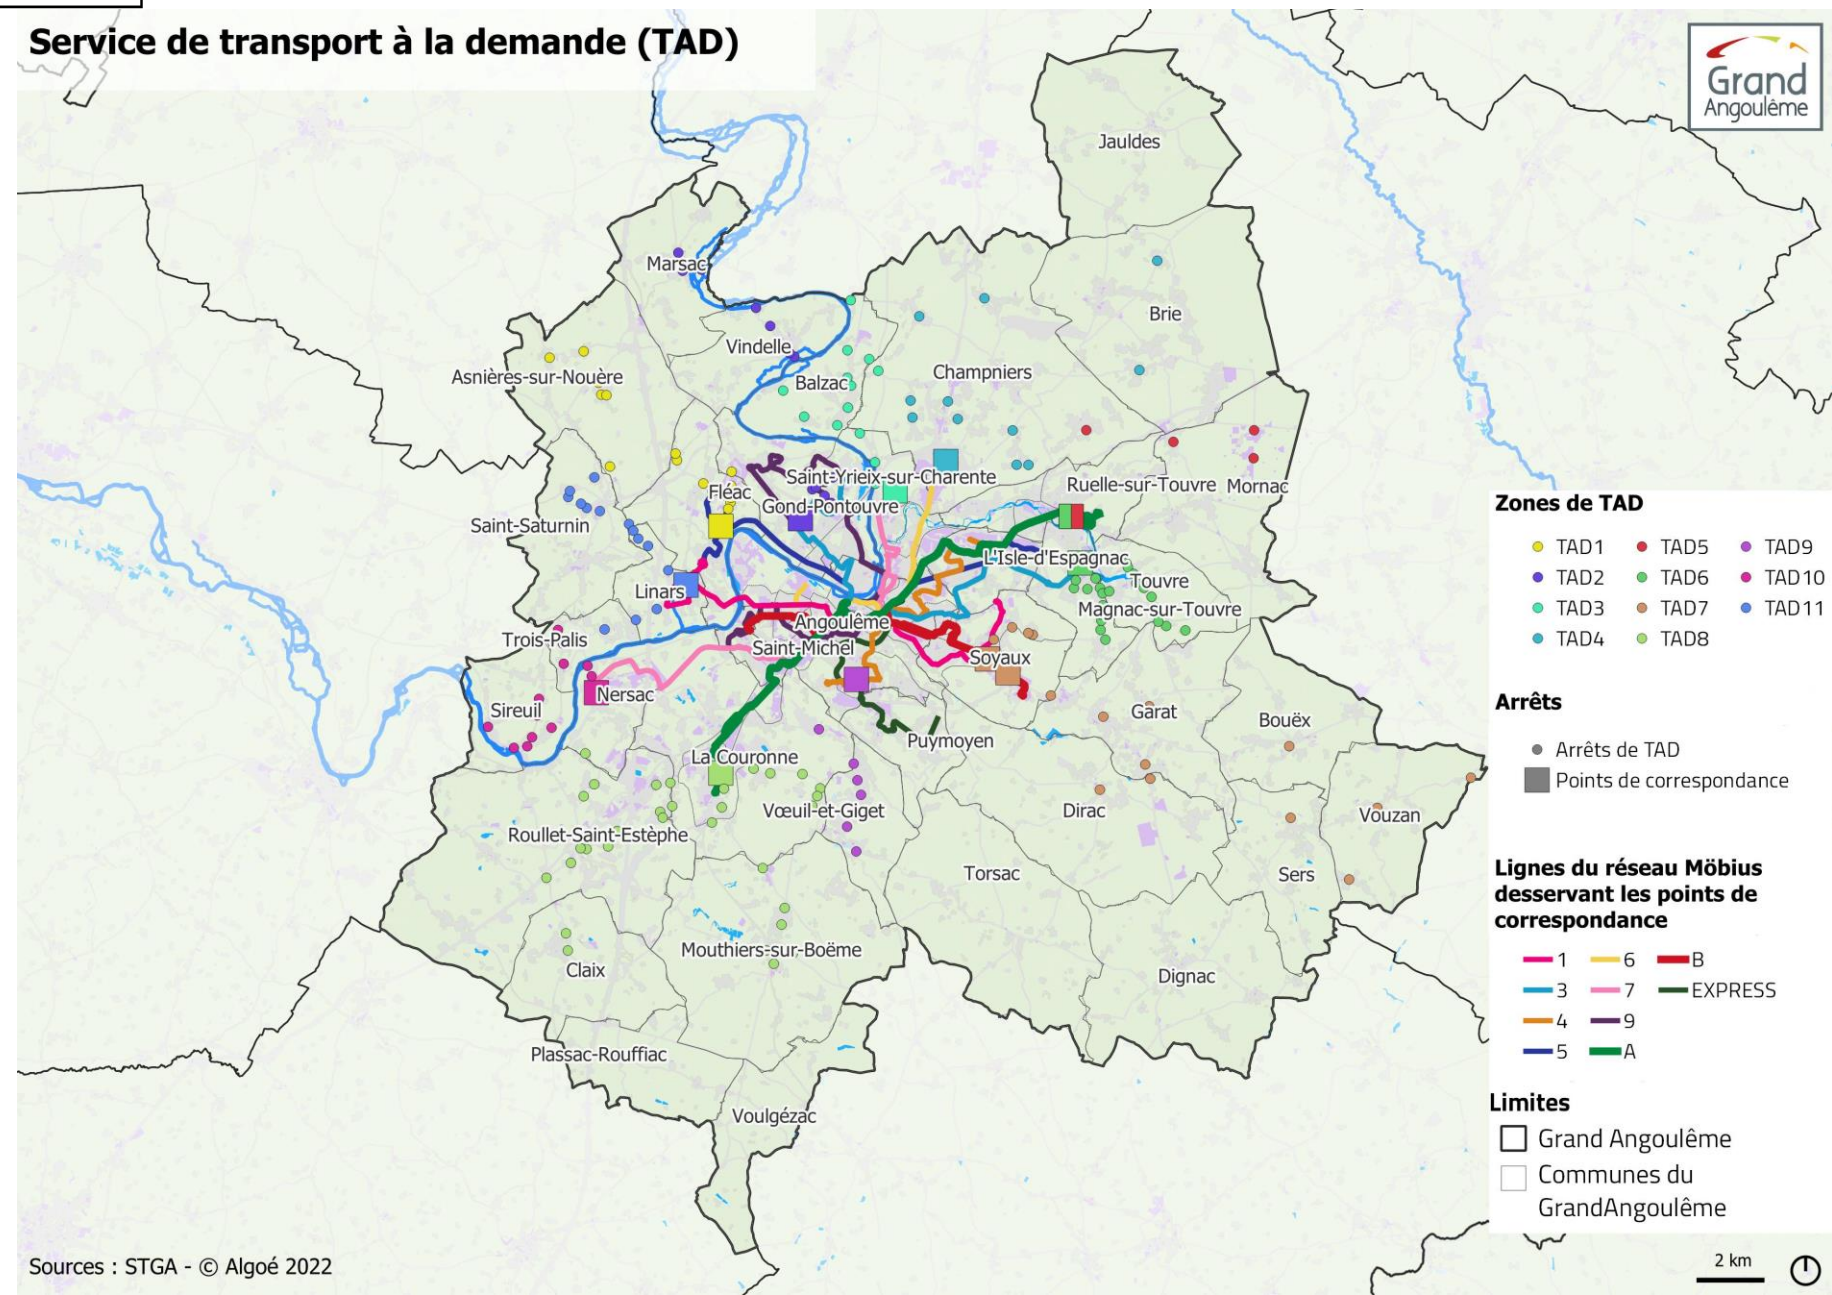 Service de transport à la demande (TAD)
Grand
Angoulême
Jauldes
Marsac
Brie
Vindelle
Asnières-sur-Nouère
Balzac
Champniers
Saint-Yrieix-sur-Charente
Ruelle-sur-Touvre
Mornac
Fléac
Gond-Pontouvre
Saint-Saturnin
L'Isle-d'Espagnac
Touvre
Linars
Magnac-sur-Touvre
Angoulême
Trois-Palis
Saint-Michel
Soyaux
Nersac
Sireuil
Garat
Bouëx
Puymoyen
La Couronne
Vœuil-et-Giget
Dirac
Vouzan
Roullet-Saint-Estèphe
Torsac
Sers
Mouthiers-sur-Boëme
Claix
Dignac
Plassac-Rouffiac
Voulgézac
Zones de TAD
TAD1 TAD5 TAD9
TAD2 TAD6 TAD10
TAD3 TAD7 TAD11
TAD4 TAD8
Arrêts
Arrêts de TAD
Points de correspondance
Lignes du réseau Möbius
desservant les points de
correspondance
1 6 B
3 7 EXPRESS
4 9
5 A
Limites
Grand Angoulême
Communes du
GrandAngoulême
2 km
Sources : STGA - © Algoé 2022